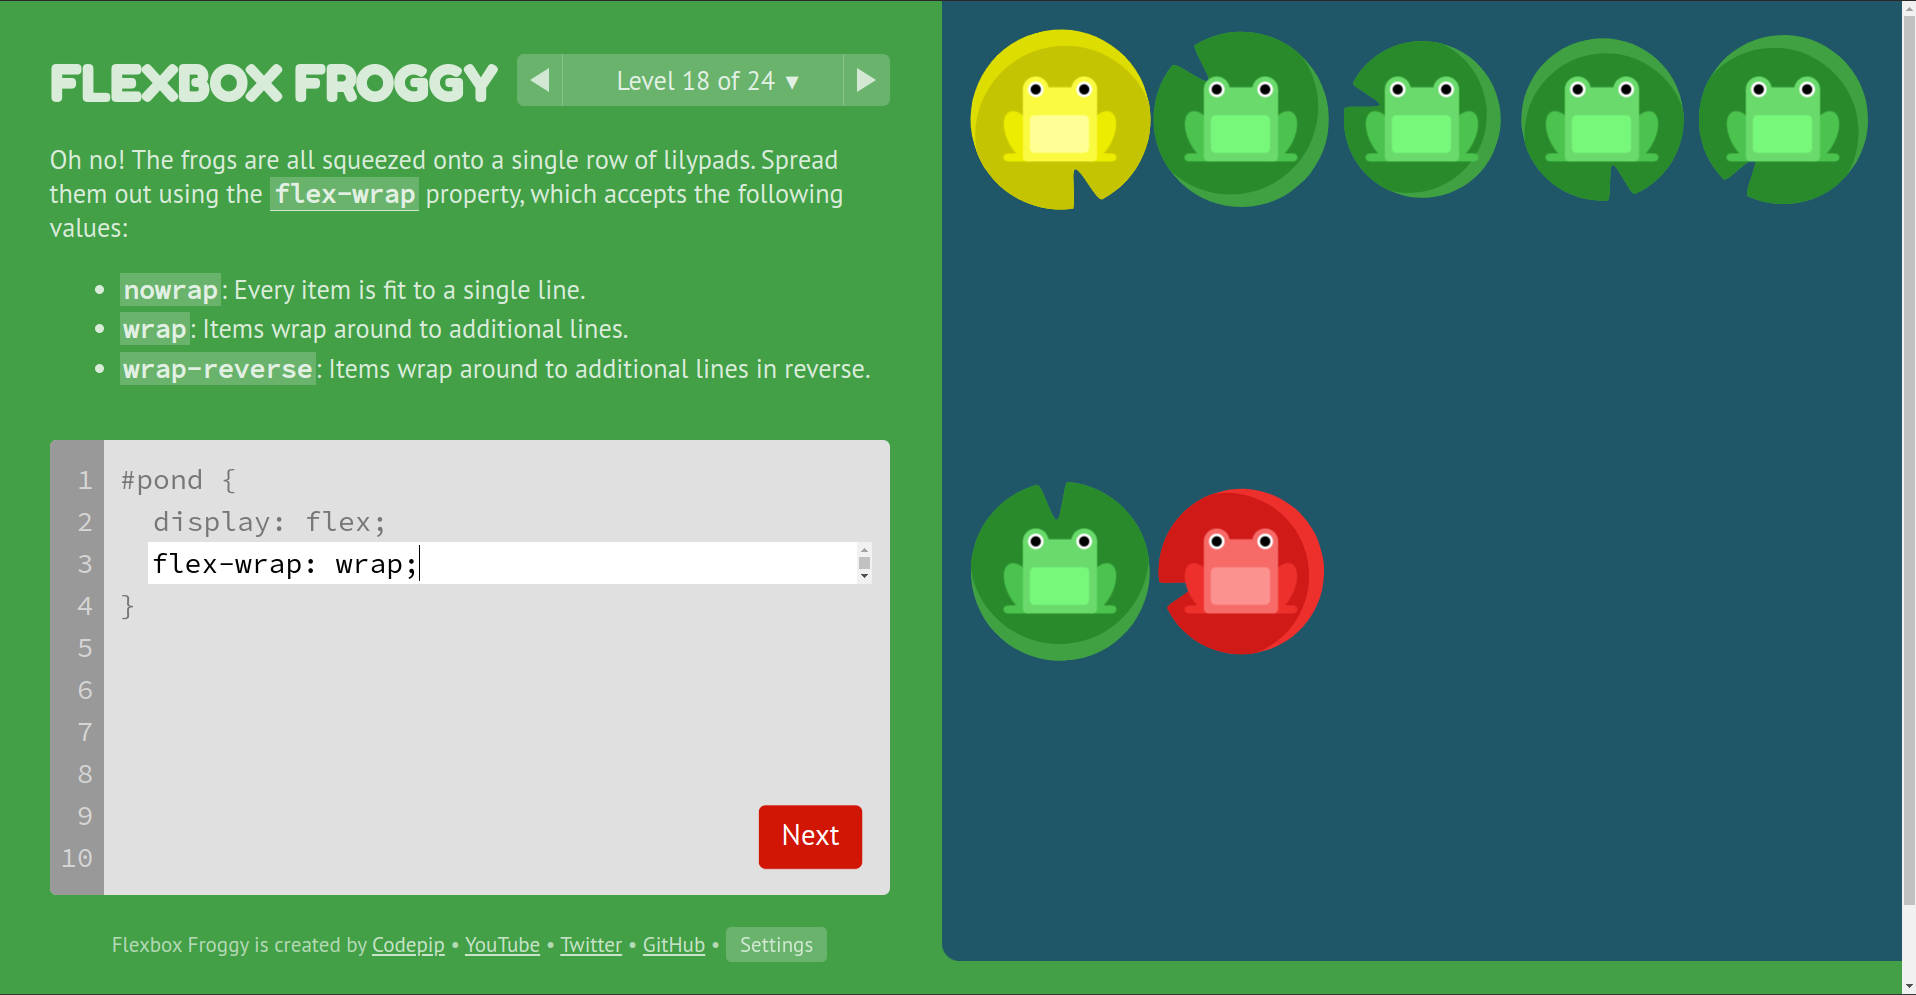 FLEXBOX FROGGY
◀ Level 18 of 24 ▼ ▶
Oh no! The frogs are all squeezed onto a single row of lilypads. Spread
them out using the flex-wrap property, which accepts the following
values:
• nowrap: Every item is fit to a single line.
• wrap: Items wrap around to additional lines.
• wrap-reverse: Items wrap around to additional lines in reverse.
1 #pond {
2 display: flex;
3 flex-wrap: wrap;
4 }
5
6
7
8
9
10
Next
Flexbox Froggy is created by Codepip • YouTube • Twitter • GitHub • Settings